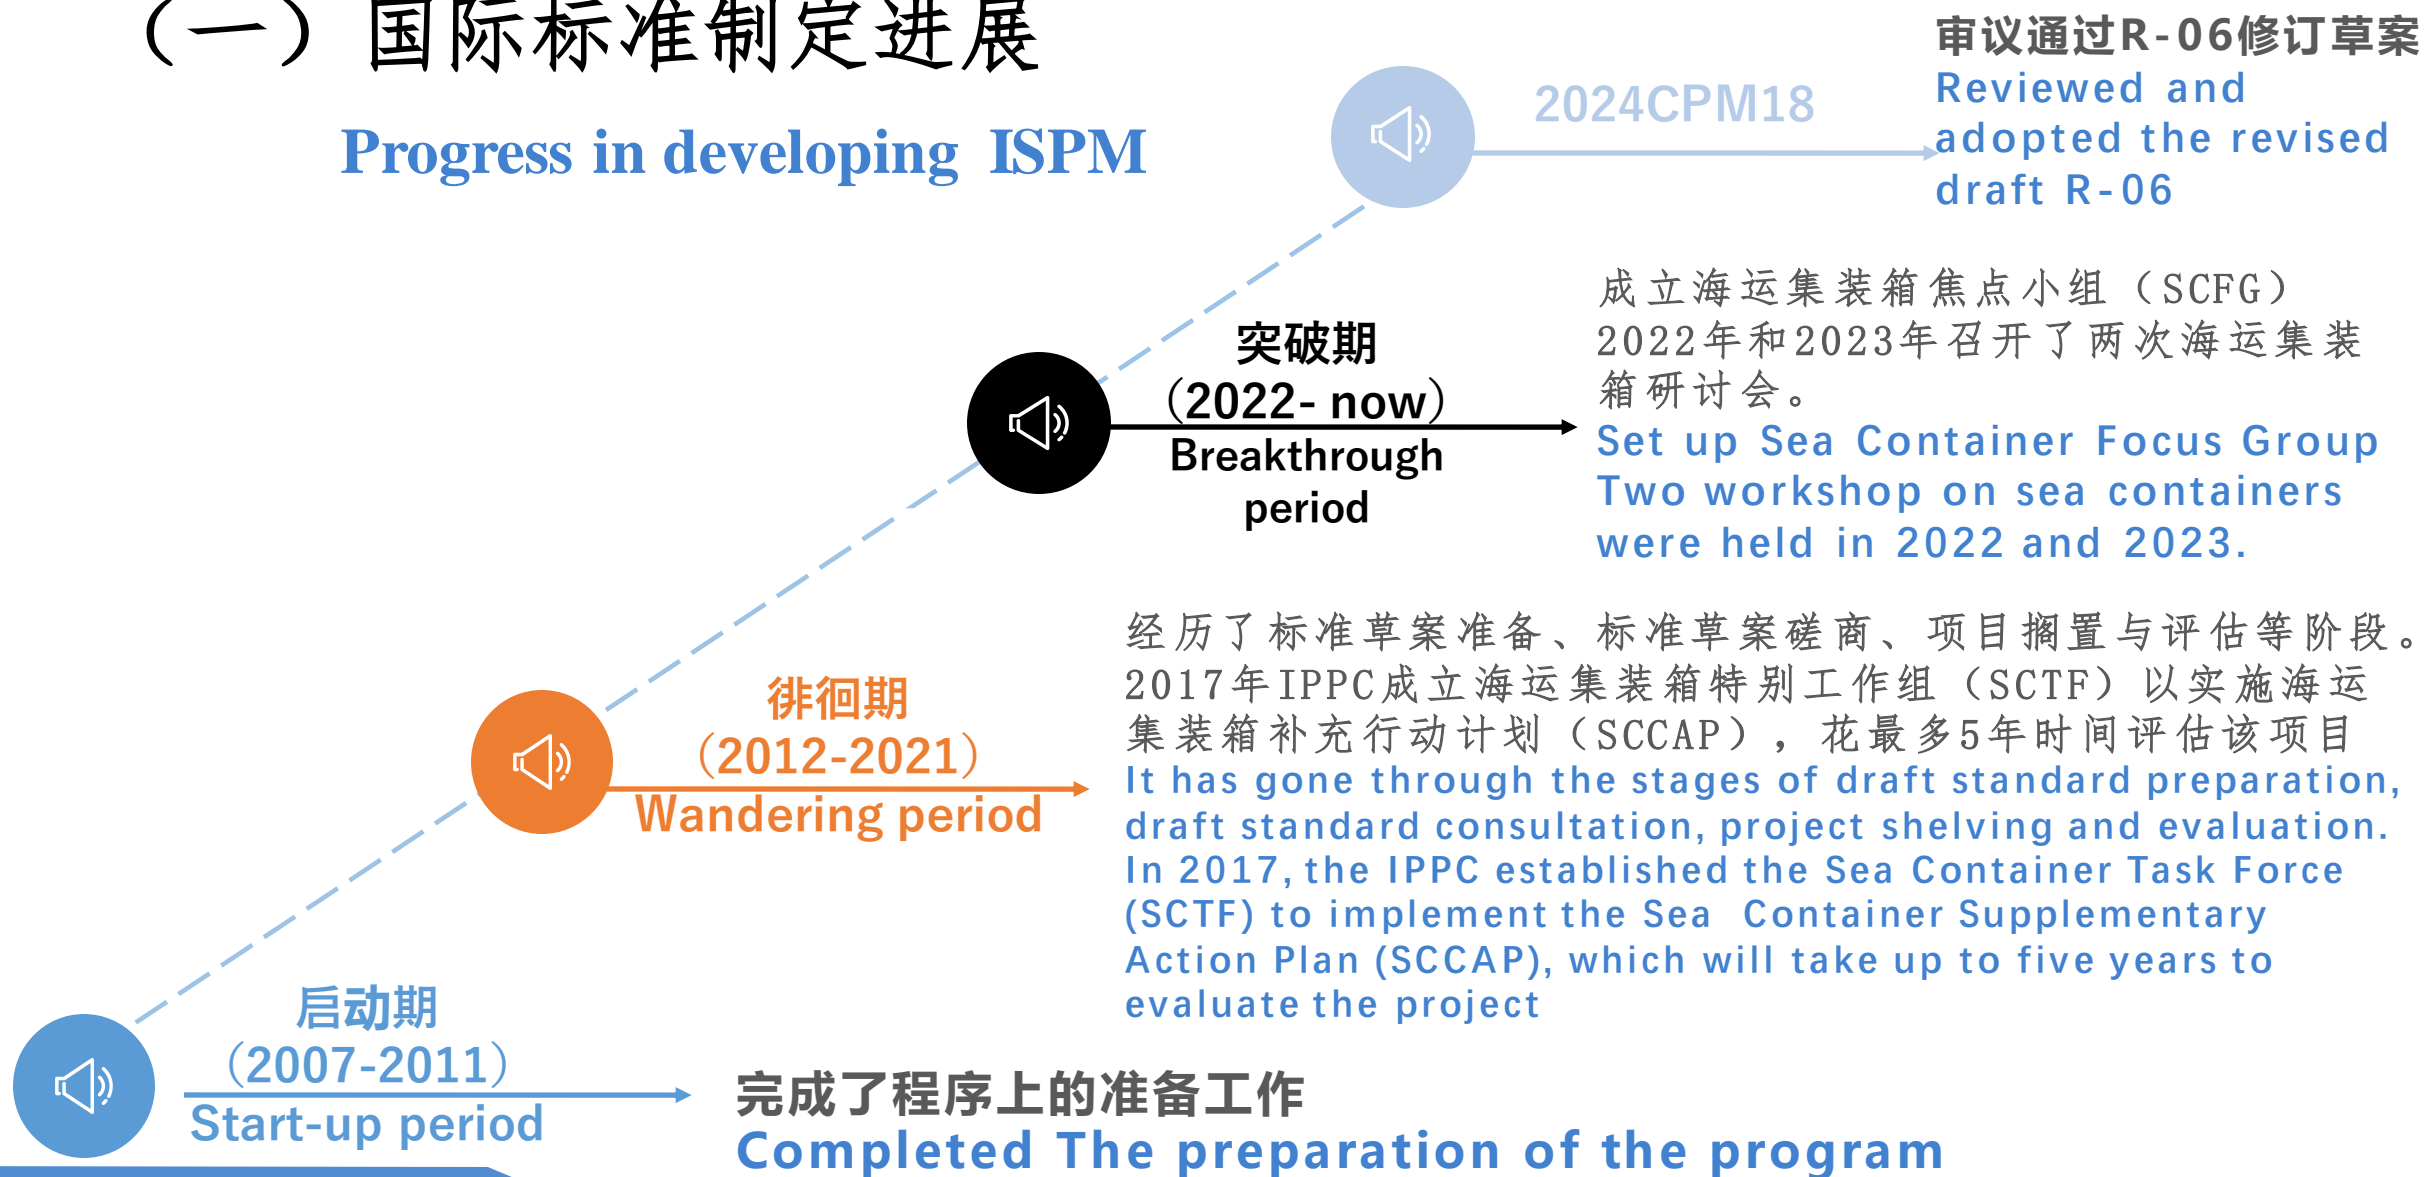 （一）国际标准制定进展
Progress in developing ISPM
2024CPM18
审议通过R-06修订草案
Reviewed and
adopted the revised
draft R-06
突破期
（2022- now）
Breakthrough
period
成立海运集装箱焦点小组（SCFG）
2022年和2023年召开了两次海运集装
箱研讨会。
Set up Sea Container Focus Group
Two workshop on sea containers
were held in 2022 and 2023.
徘徊期
（2012-2021）
Wandering period
经历了标准草案准备、标准草案磋商、项目搁置与评估等阶段。
2017年IPPC成立海运集装箱特别工作组（SCTF）以实施海运
集装箱补充行动计划（SCCAP），花最多5年时间评估该项目
It has gone through the stages of draft standard preparation,
draft standard consultation, project shelving and evaluation.
In 2017, the IPPC established the Sea Container Task Force
(SCTF) to implement the Sea Container Supplementary
Action Plan (SCCAP), which will take up to five years to
evaluate the project
启动期
（2007-2011）
Start-up period
完成了程序上的准备工作
Completed The preparation of the program